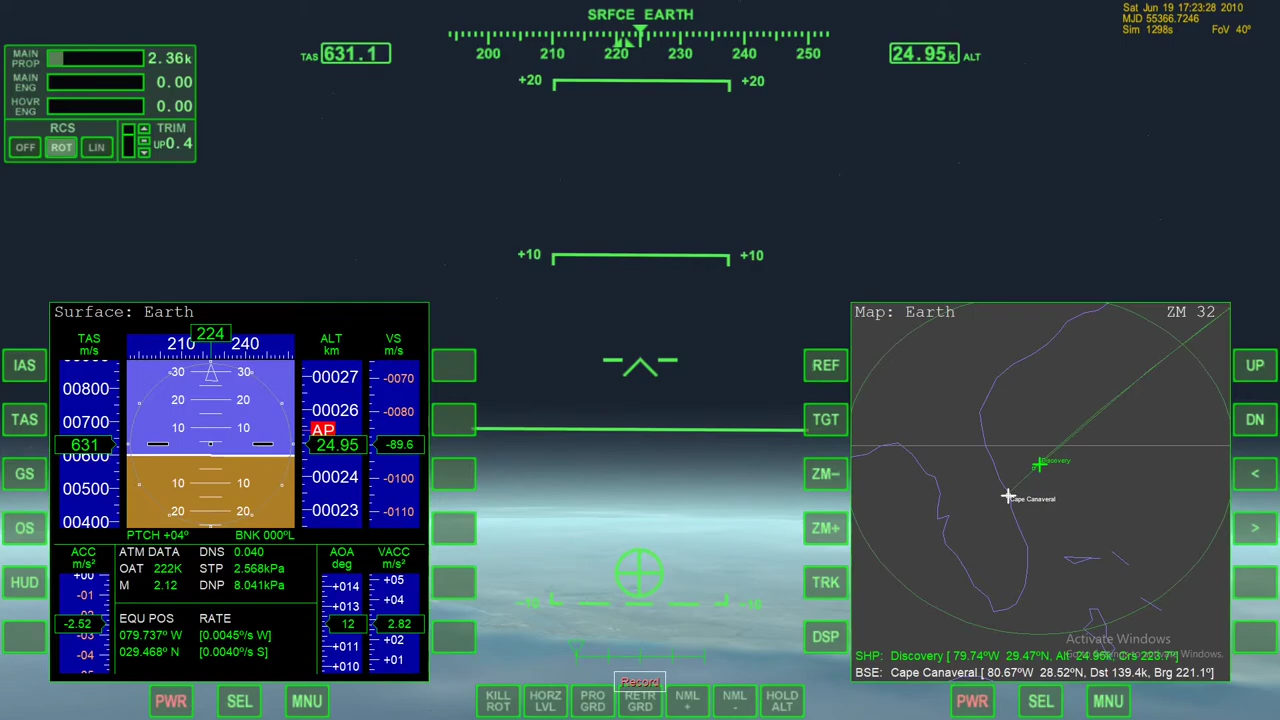 SRFCE EARTH
Sat Jun 19 17:23:28 2010
MJD 55366.7246
Sim 1298s FoV 40°
MAIN PROP 2.36k
MAIN ENG 0.00
HOVR ENG 0.00
RCS TRIM
OFF ROT LIN UP0.4
TAS 631.1
200 210 220 230 240 250
24.95k ALT
+20 +20
+10 +10
-10 -10
Surface: Earth
TAS m/s
224
210 240
ALT km
VS m/s
00800
00700
00600
00500
00400
631
30 30
20 20
10 10
10 10
20 20
00027
00026
AP
24.95
00024
00023
-0070
-0080
-89.6
-0100
-0110
PTCH +04° BNK 000°L
ACC m/s²
+00
-01
-2.52
-04
ATM DATA DNS 0.040
OAT 222K STP 2.568kPa
M 2.12 DNP 8.041kPa
EQU POS RATE
079.737° W [0.0045°/s W]
029.468° N [0.0040°/s S]
AOA deg
+014
+013
12
+011
+010
VACC m/s²
+05
+04
2.82
+02
+01
IAS
TAS
GS
OS
HUD
PWR SEL MNU
Record
KILL ROT
HORZ LVL
PRO GRD
RETR GRD
NML +
NML -
HOLD ALT
Map: Earth ZM 32
Discovery
Cape Canaveral
REF
TGT
ZM-
ZM+
TRK
DSP
UP
DN
<
>
Activate Windows
Go to Settings to activate Windows.
SHP: Discovery [ 79.74°W 29.47°N, Alt 24.95k Crs 223.7°]
BSE: Cape Canaveral [ 80.67°W 28.52°N, Dst 139.4k, Brg 221.1°]
PWR SEL MNU